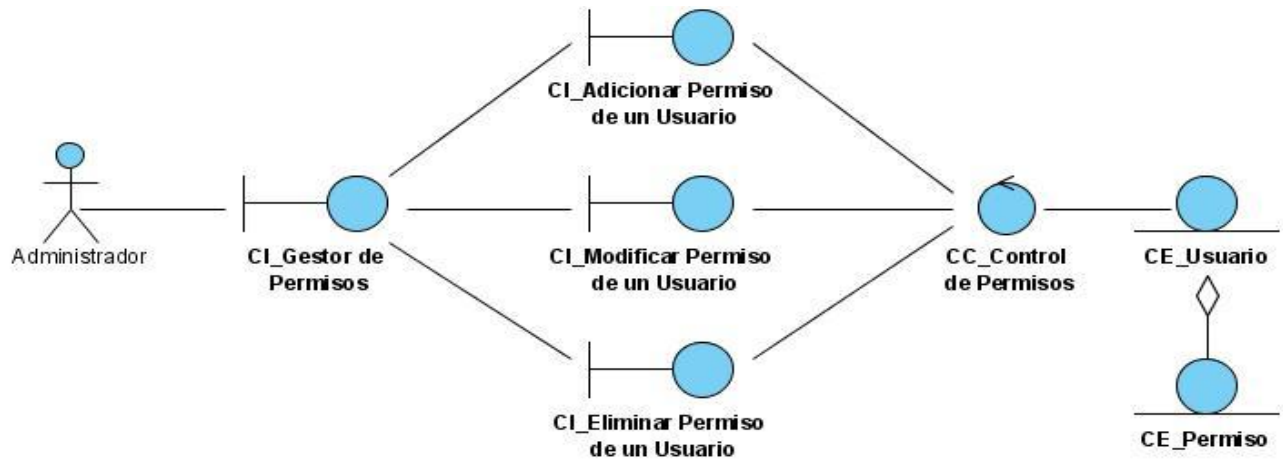 CI_Adicionar Permiso
de un Usuario
Administrador
CI_Gestor de
Permisos
CI_Modificar Permiso
de un Usuario
CC_Control
de Permisos
CE_Usuario
CI_Eliminar Permiso
de un Usuario
CE_Permiso